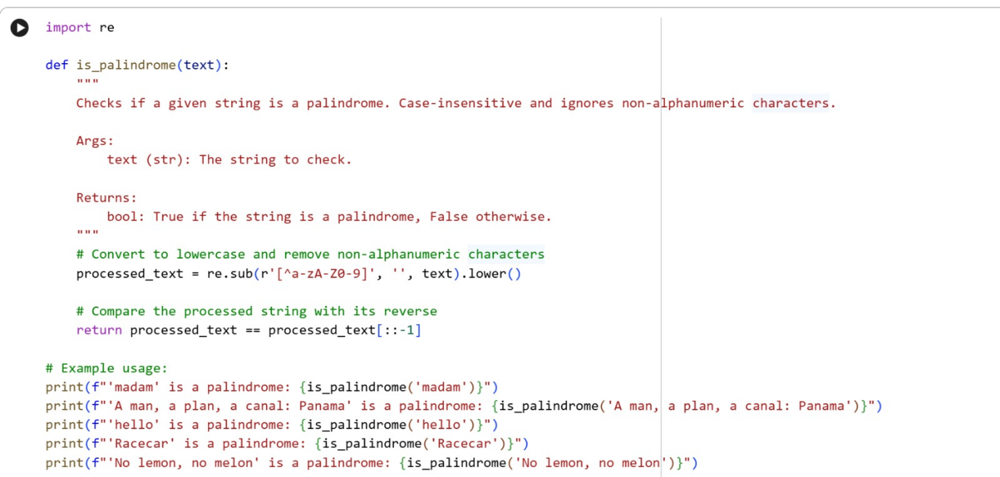 import re
def is_palindrome(text):
    """
    Checks if a given string is a palindrome. Case-insensitive and ignores non-alphanumeric characters.
    Args:
        text (str): The string to check.
    Returns:
        bool: True if the string is a palindrome, False otherwise.
    """
    # Convert to lowercase and remove non-alphanumeric characters
    processed_text = re.sub(r'[^a-zA-Z0-9]', '', text).lower()
    # Compare the processed string with its reverse
    return processed_text == processed_text[::-1]
# Example usage:
print(f"'madam' is a palindrome: {is_palindrome('madam')}")
print(f"'A man, a plan, a canal: Panama' is a palindrome: {is_palindrome('A man, a plan, a canal: Panama')}")
print(f"'hello' is a palindrome: {is_palindrome('hello')}")
print(f"'Racecar' is a palindrome: {is_palindrome('Racecar')}")
print(f"'No lemon, no melon' is a palindrome: {is_palindrome('No lemon, no melon')}")